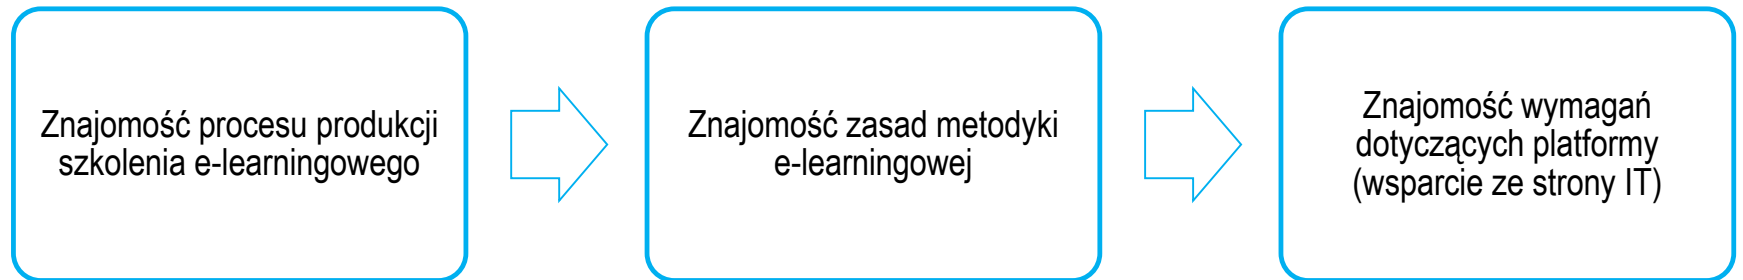 Znajomość procesu produkcji
szkolenia e-learningowego
Znajomość zasad metodyki
e-learningowej
Znajomość wymagań
dotyczących platformy
(wsparcie ze strony IT)